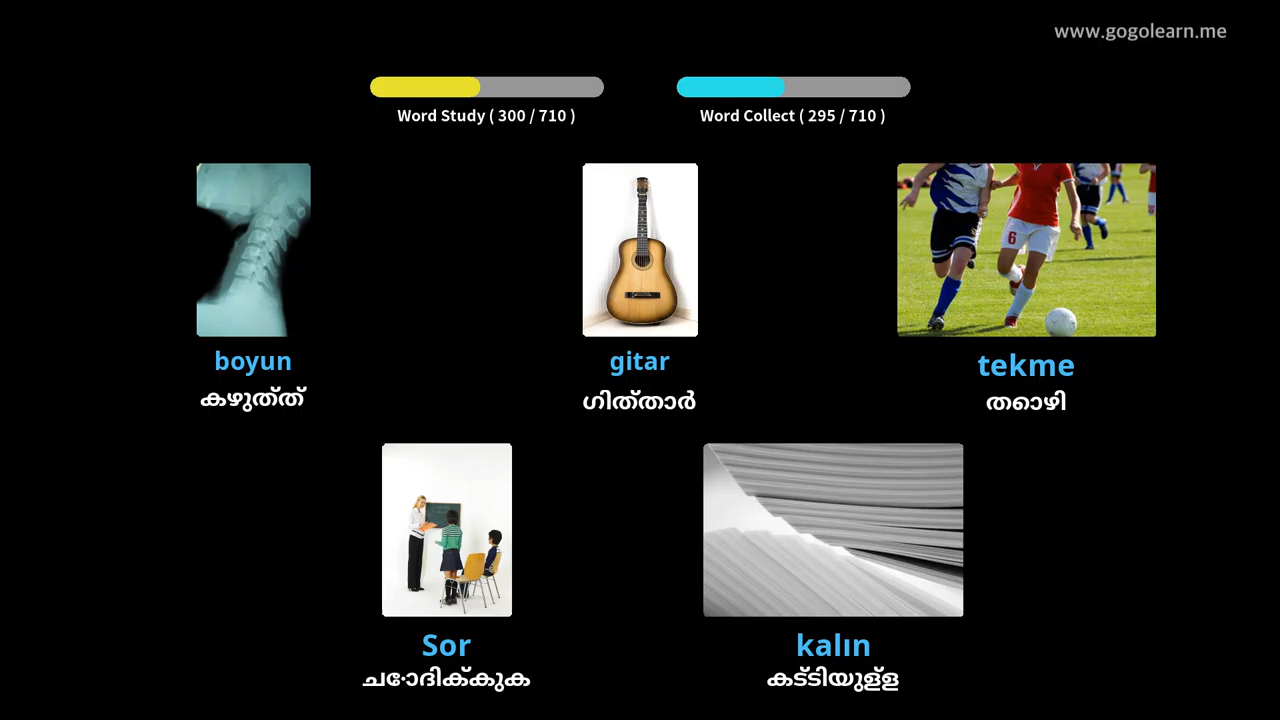 www.gogolearn.me
Word Study ( 300 / 710 )
Word Collect ( 295 / 710 )
boyun
കഴുത്ത്
gitar
ഗിത്താർ
tekme
തൊഴി
Sor
ചോദിക്കുക
kalın
കട്ടിയുള്ള